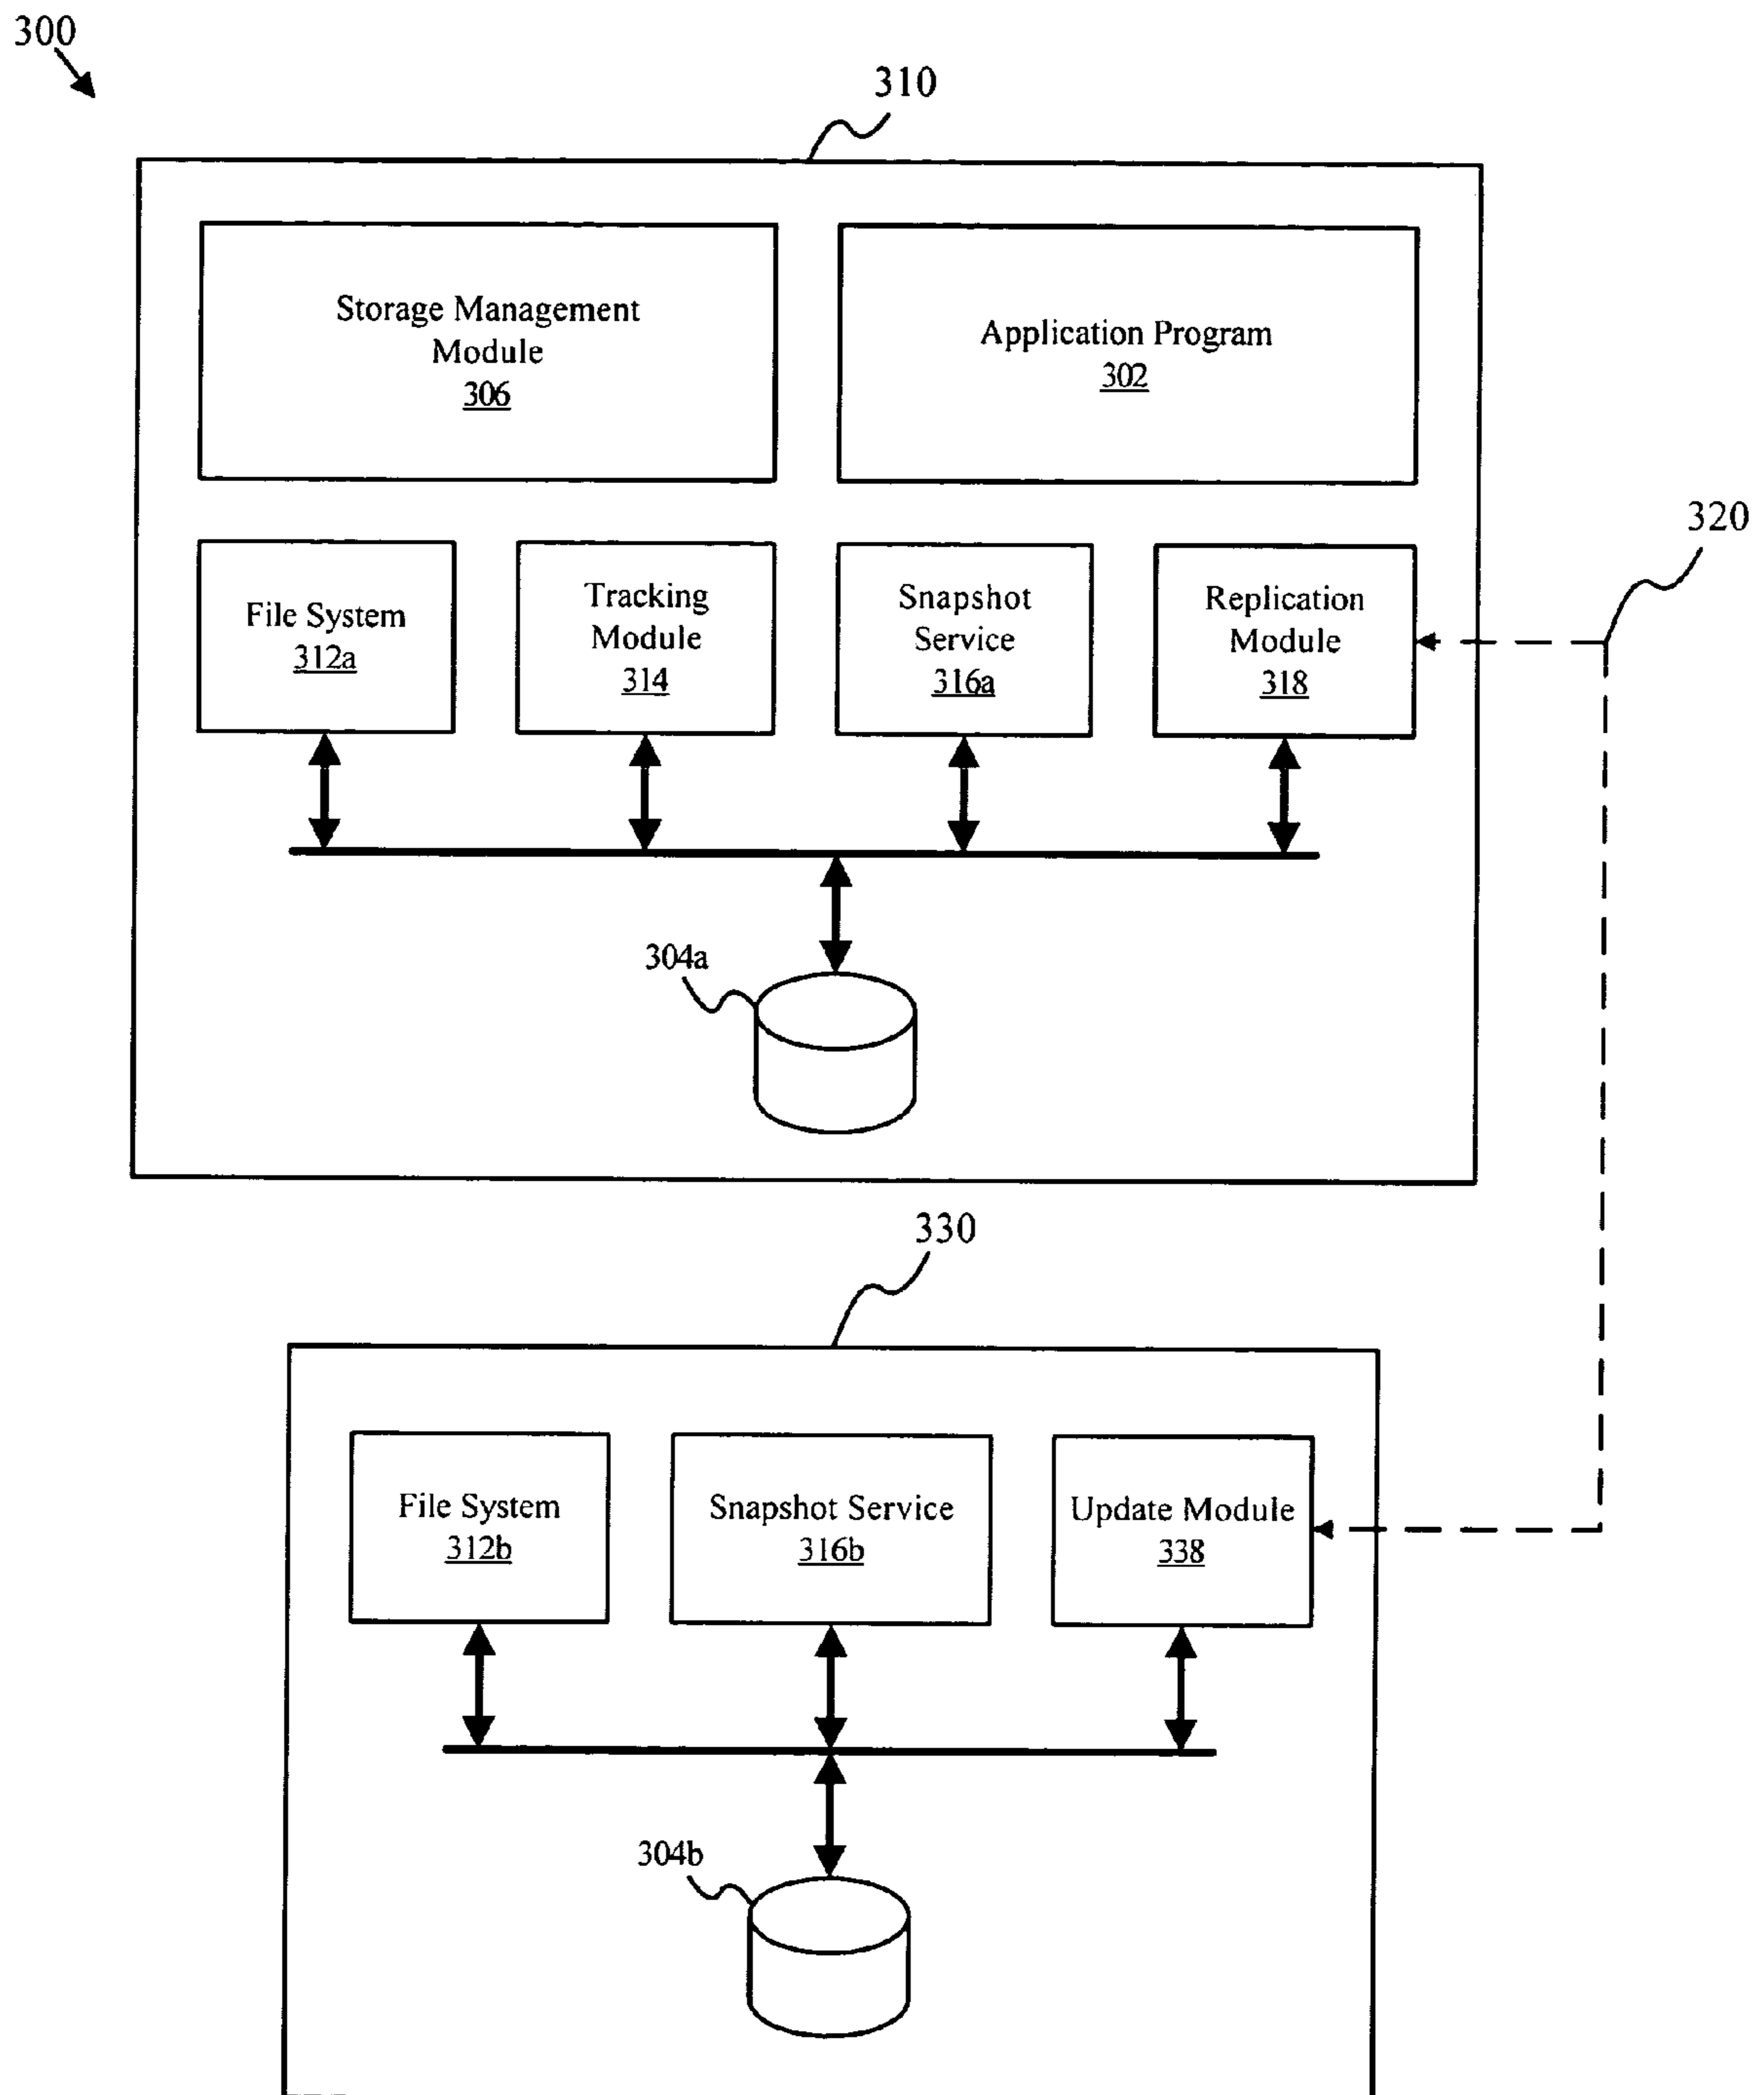 300
310
Storage Management
Module
306
Application Program
302
320
File System
312a
Tracking
Module
314
Snapshot
Service
316a
Replication
Module
318
304a
330
File System
312b
Snapshot Service
316b
Update Module
338
304b